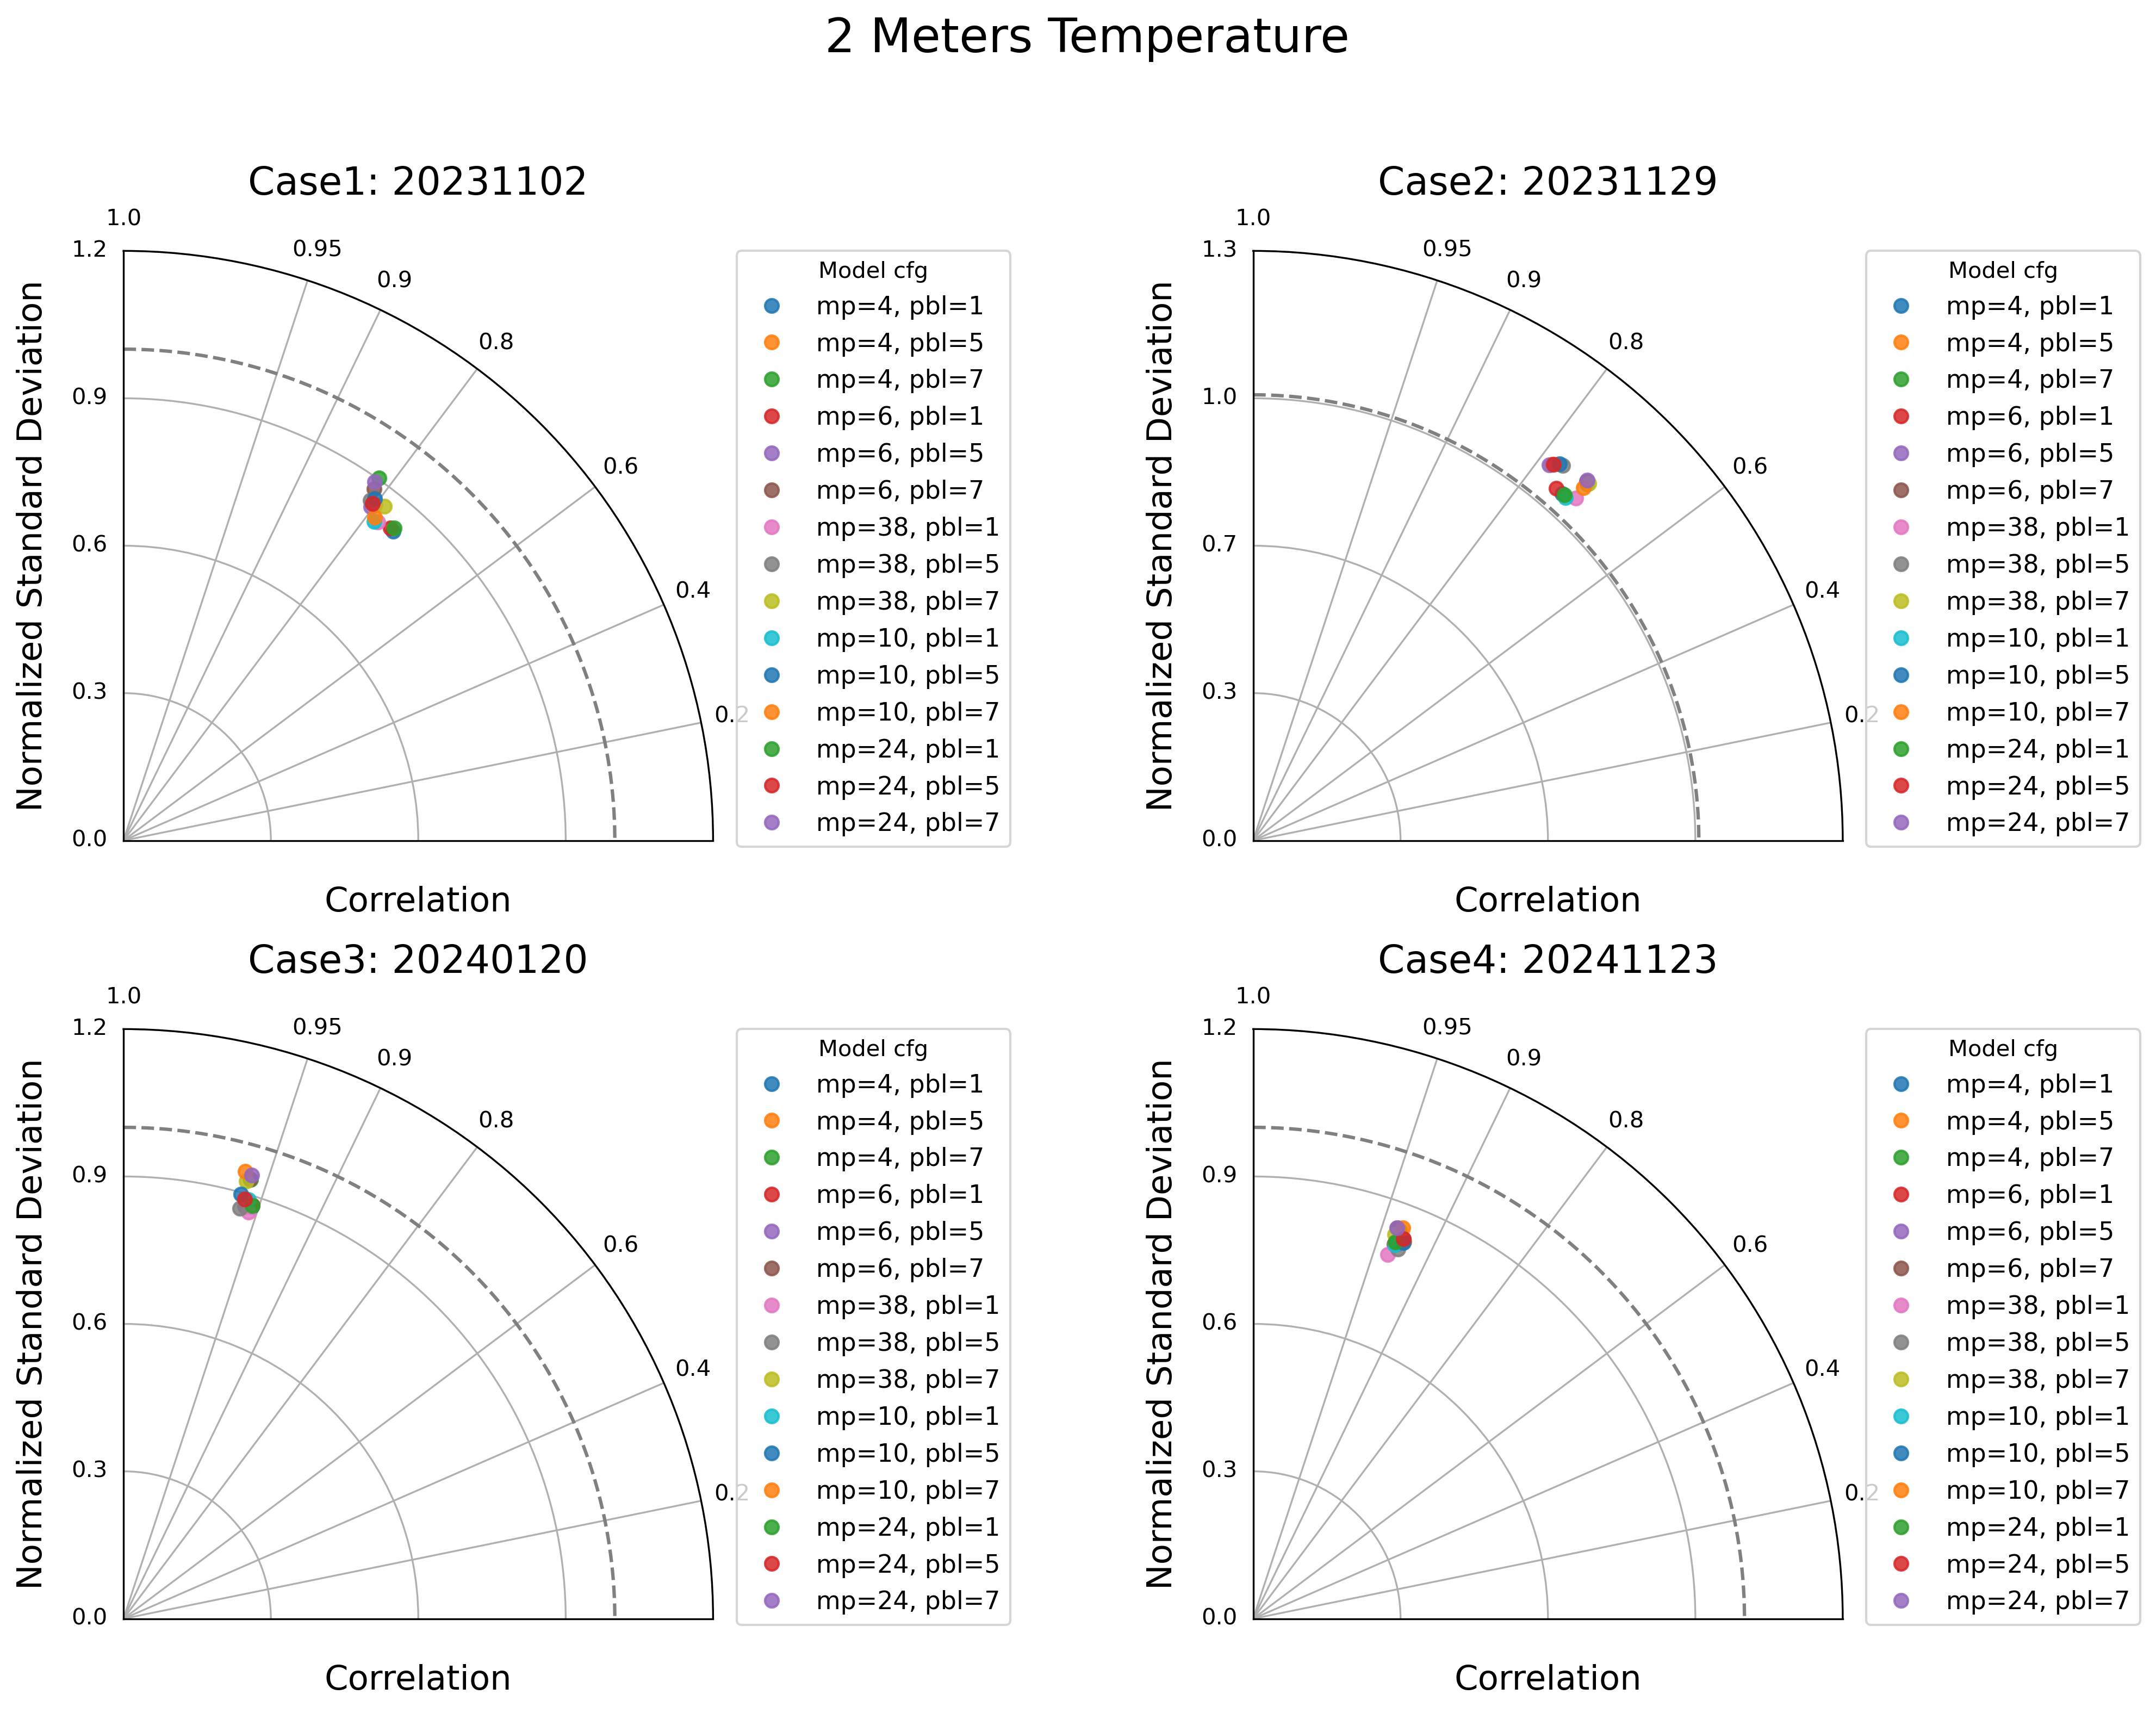 2 Meters Temperature
Case1: 20231102
1.0
0.95
0.9
0.8
0.6
0.4
0.2
1.2
0.9
0.6
0.3
0.0
Normalized Standard Deviation
Correlation
Model cfg
mp=4, pbl=1
mp=4, pbl=5
mp=4, pbl=7
mp=6, pbl=1
mp=6, pbl=5
mp=6, pbl=7
mp=38, pbl=1
mp=38, pbl=5
mp=38, pbl=7
mp=10, pbl=1
mp=10, pbl=5
mp=10, pbl=7
mp=24, pbl=1
mp=24, pbl=5
mp=24, pbl=7
Case2: 20231129
1.0
0.95
0.9
0.8
0.6
0.4
0.2
1.3
1.0
0.7
0.3
0.0
Normalized Standard Deviation
Correlation
Model cfg
mp=4, pbl=1
mp=4, pbl=5
mp=4, pbl=7
mp=6, pbl=1
mp=6, pbl=5
mp=6, pbl=7
mp=38, pbl=1
mp=38, pbl=5
mp=38, pbl=7
mp=10, pbl=1
mp=10, pbl=5
mp=10, pbl=7
mp=24, pbl=1
mp=24, pbl=5
mp=24, pbl=7
Case3: 20240120
1.0
0.95
0.9
0.8
0.6
0.4
0.2
1.2
0.9
0.6
0.3
0.0
Normalized Standard Deviation
Correlation
Model cfg
mp=4, pbl=1
mp=4, pbl=5
mp=4, pbl=7
mp=6, pbl=1
mp=6, pbl=5
mp=6, pbl=7
mp=38, pbl=1
mp=38, pbl=5
mp=38, pbl=7
mp=10, pbl=1
mp=10, pbl=5
mp=10, pbl=7
mp=24, pbl=1
mp=24, pbl=5
mp=24, pbl=7
Case4: 20241123
1.0
0.95
0.9
0.8
0.6
0.4
0.2
1.2
0.9
0.6
0.3
0.0
Normalized Standard Deviation
Correlation
Model cfg
mp=4, pbl=1
mp=4, pbl=5
mp=4, pbl=7
mp=6, pbl=1
mp=6, pbl=5
mp=6, pbl=7
mp=38, pbl=1
mp=38, pbl=5
mp=38, pbl=7
mp=10, pbl=1
mp=10, pbl=5
mp=10, pbl=7
mp=24, pbl=1
mp=24, pbl=5
mp=24, pbl=7